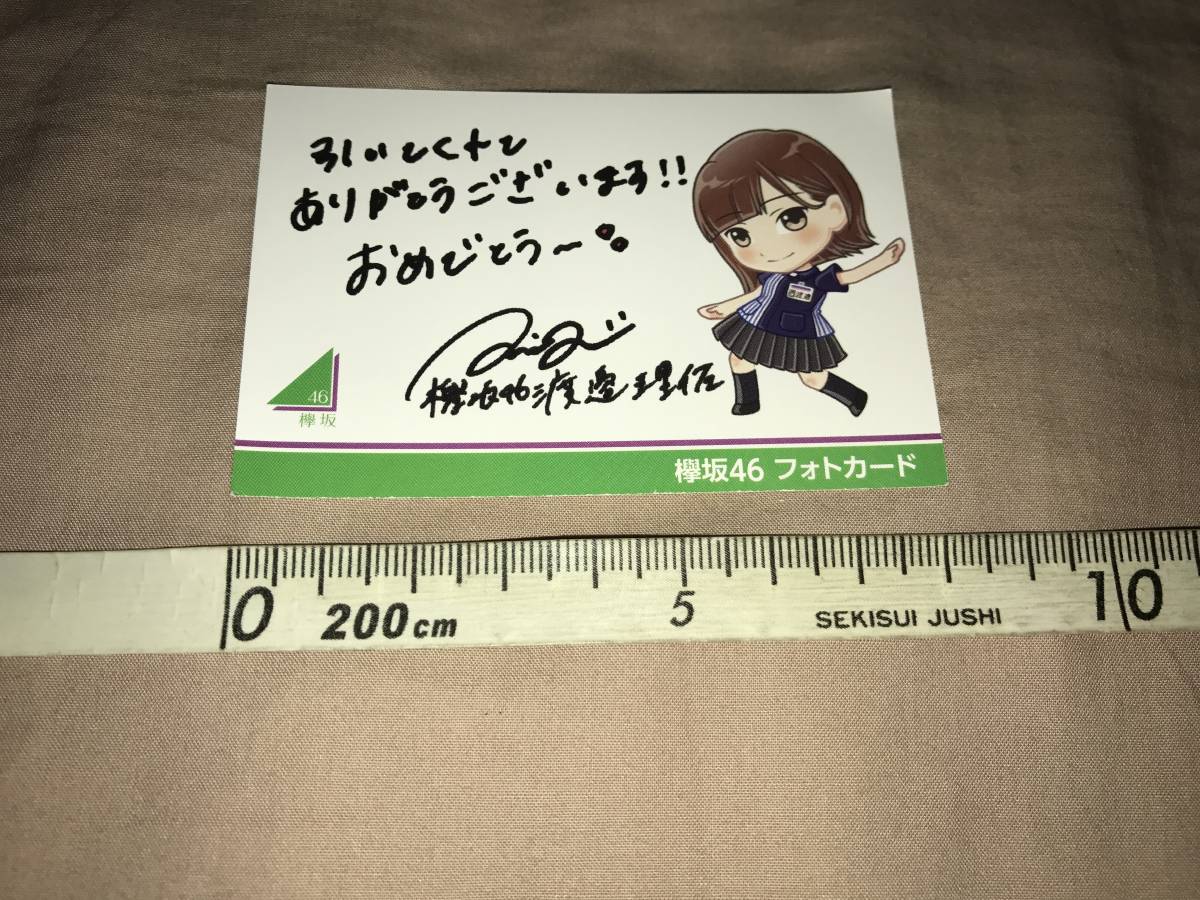 引いてくれて
ありがとうございます!!
おめでとう〜
欅坂46 渡邉理佐
46
欅坂
欅坂46 フォトカード
0 200cm 5 SEKISUI JUSHI 10